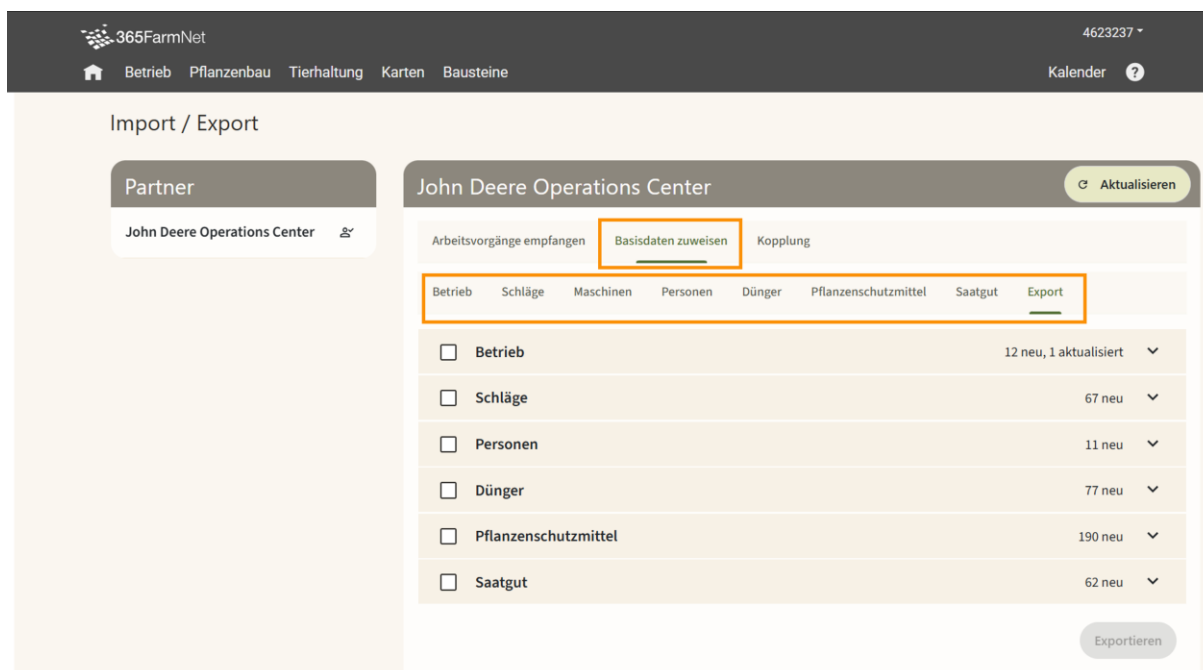 365FarmNet
4623237
Betrieb Pflanzenbau Tierhaltung Karten Bausteine Kalender ?
Import / Export
Partner
John Deere Operations Center
John Deere Operations Center Aktualisieren
Arbeitsvorgänge empfangen Basisdaten zuweisen Kopplung
Betrieb Schläge Maschinen Personen Dünger Pflanzenschutzmittel Saatgut Export
Betrieb 12 neu, 1 aktualisiert
Schläge 67 neu
Personen 11 neu
Dünger 77 neu
Pflanzenschutzmittel 190 neu
Saatgut 62 neu
Exportieren